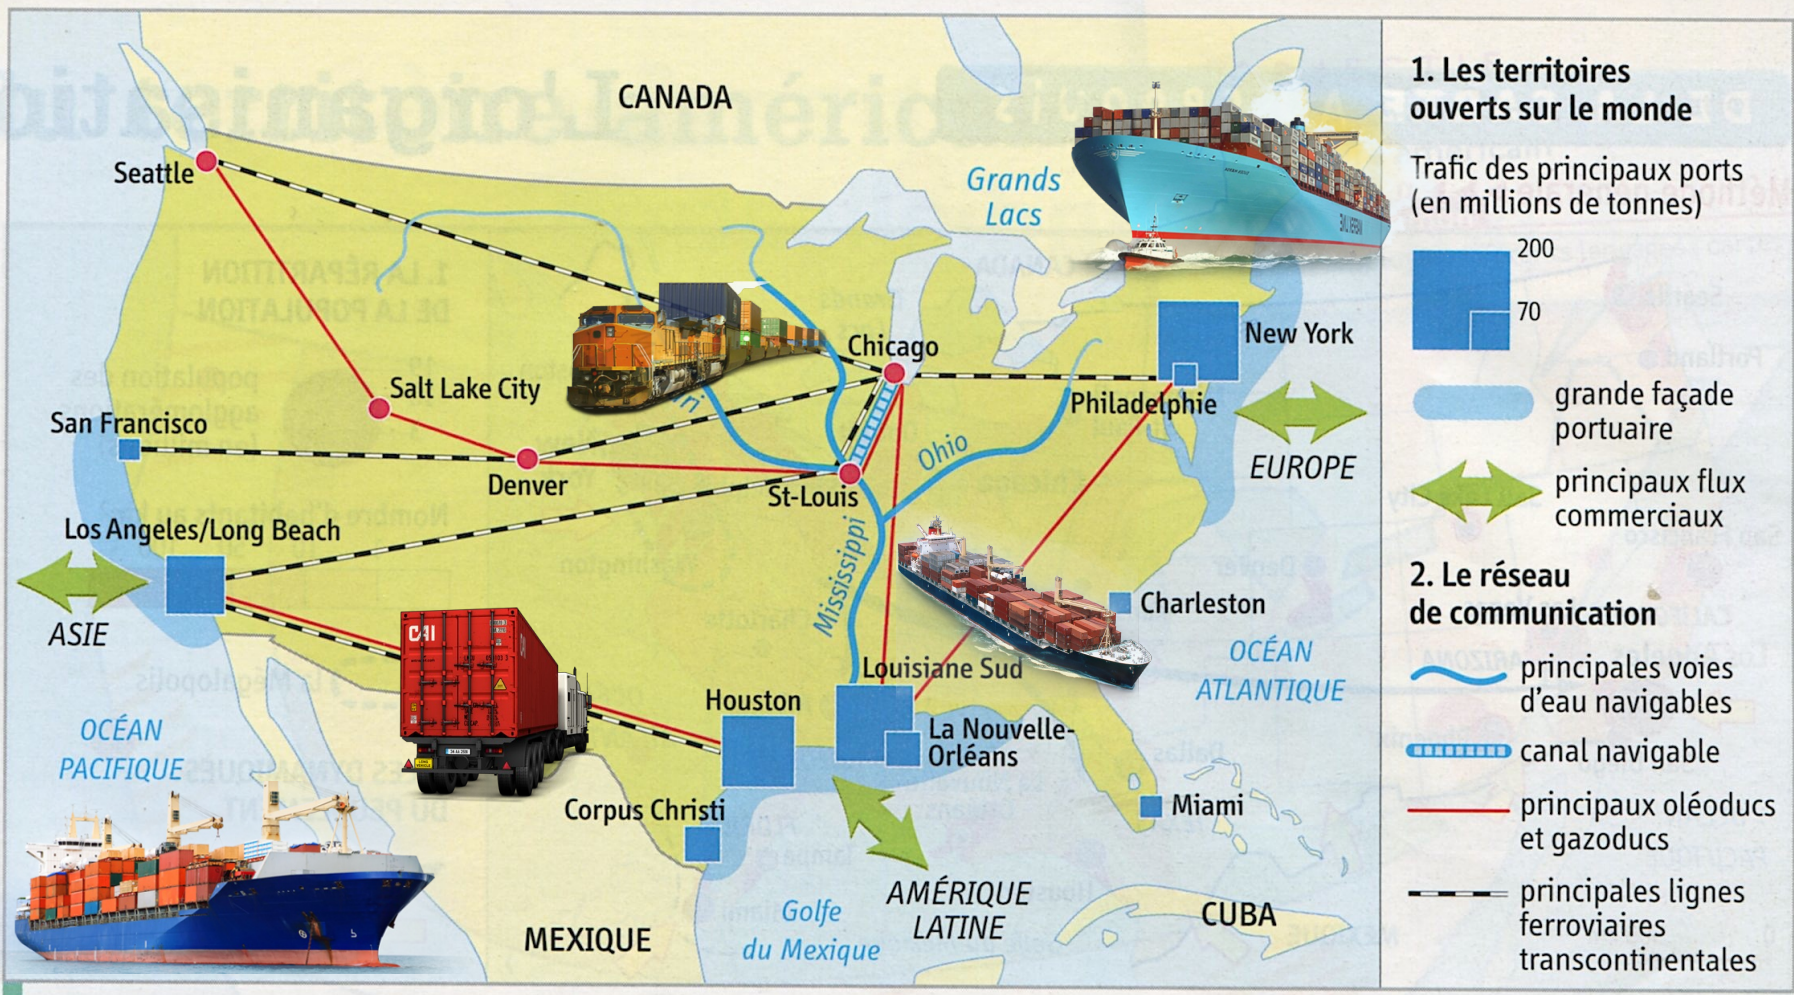 CANADA
Seattle
Grands
Lacs
Chicago
New York
Salt Lake City
Philadelphie
San Francisco
Denver
St-Louis
Ohio
EUROPE
Los Angeles/Long Beach
Mississippi
ASIE
Charleston
OCÉAN
ATLANTIQUE
CAI
Louisiane Sud
Houston
La Nouvelle-
Orléans
OCÉAN
PACIFIQUE
Corpus Christi
Miami
AMÉRIQUE
LATINE
CUBA
Golfe
du Mexique
MEXIQUE
1. Les territoires
ouverts sur le monde
Trafic des principaux ports
(en millions de tonnes)
200
70
grande façade
portuaire
principaux flux
commerciaux
2. Le réseau
de communication
principales voies
d'eau navigables
canal navigable
principaux oléoducs
et gazoducs
principales lignes
ferroviaires
transcontinentales